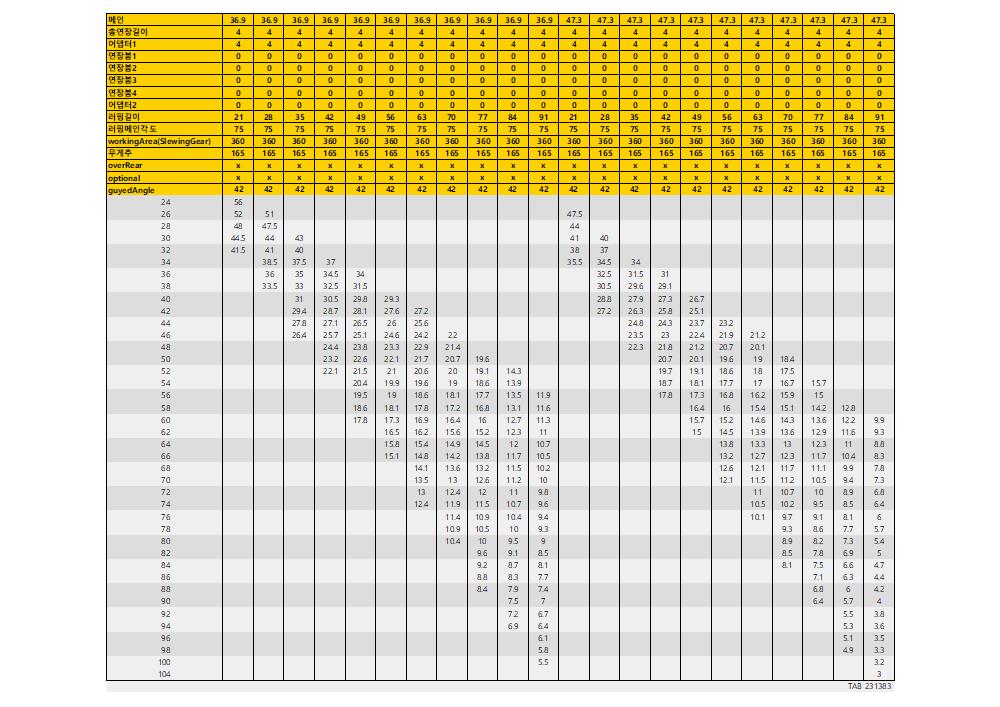 메인 36.9 36.9 36.9 36.9 36.9 36.9 36.9 36.9 36.9 36.9 36.9 47.3 47.3 47.3 47.3 47.3 47.3 47.3 47.3 47.3 47.3 47.3
총연장길이 4 4 4 4 4 4 4 4 4 4 4 4 4 4 4 4 4 4 4 4 4 4
어댑터1 4 4 4 4 4 4 4 4 4 4 4 4 4 4 4 4 4 4 4 4 4 4
연장붐1 0 0 0 0 0 0 0 0 0 0 0 0 0 0 0 0 0 0 0 0 0 0
연장붐2 0 0 0 0 0 0 0 0 0 0 0 0 0 0 0 0 0 0 0 0 0 0
연장붐3 0 0 0 0 0 0 0 0 0 0 0 0 0 0 0 0 0 0 0 0 0 0
연장붐4 0 0 0 0 0 0 0 0 0 0 0 0 0 0 0 0 0 0 0 0 0 0
어댑터2 0 0 0 0 0 0 0 0 0 0 0 0 0 0 0 0 0 0 0 0 0 0
러핑길이 21 28 35 42 49 56 63 70 77 84 91 21 28 35 42 49 56 63 70 77 84 91
러핑메인각도 75 75 75 75 75 75 75 75 75 75 75 75 75 75 75 75 75 75 75 75 75 75
workingArea(SlewingGear) 360 360 360 360 360 360 360 360 360 360 360 360 360 360 360 360 360 360 360 360 360 360
무게추 165 165 165 165 165 165 165 165 165 165 165 165 165 165 165 165 165 165 165 165 165 165
overRear x x x x x x x x x x x x x x x x x x x x x x
optional x x x x x x x x x x x x x x x x x x x x x x
guyedAngle 42 42 42 42 42 42 42 42 42 42 42 42 42 42 42 42 42 42 42 42 42 42
24 56
26 52 51 47.5
28 48 47.5 44
30 44.5 44 43 41 40
32 41.5 41 40 38 37
34 38.5 37.5 37 35.5 34.5 34
36 36 35 34.5 34 32.5 31.5 31
38 33.5 33 32.5 31.5 30.5 29.6 29.1
40 31 30.5 29.8 29.3 28.8 27.9 27.3 26.7
42 29.4 28.7 28.1 27.6 27.2 27.2 26.3 25.8 25.1
44 27.8 27.1 26.5 26 25.6 24.8 24.3 23.7 23.2
46 26.4 25.7 25.1 24.6 24.2 22 23.5 23 22.4 21.9 21.2
48 24.4 23.8 23.3 22.9 21.4 22.3 21.8 21.2 20.7 20.1
50 23.2 22.6 22.1 21.7 20.7 19.6 20.7 20.1 19.6 19 18.4
52 22.1 21.5 21 20.6 20 19.1 14.3 19.7 19.1 18.6 18 17.5
54 20.4 19.9 19.6 19 18.6 13.9 18.7 18.1 17.7 17 16.7 15.7
56 19.5 19 18.6 18.1 17.7 13.5 11.9 17.8 17.3 16.8 16.2 15.9 15
58 18.6 18.1 17.8 17.2 16.8 13.1 11.6 16.4 16 15.4 15.1 14.2 12.8
60 17.8 17.3 16.9 16.4 16 12.7 11.3 15.7 15.2 14.6 14.3 13.6 12.2 9.9
62 16.5 16.2 15.6 15.2 12.3 11 15 14.5 13.9 13.6 12.9 11.6 9.3
64 15.8 15.4 14.9 14.5 12 10.7 13.8 13.3 13 12.3 11 8.8
66 15.1 14.8 14.2 13.8 11.7 10.5 13.2 12.7 12.3 11.7 10.4 8.3
68 14.1 13.6 13.2 11.5 10.2 12.6 12.1 11.7 11.1 9.9 7.8
70 13.5 13 12.6 11.2 10 12.1 11.5 11.2 10.5 9.4 7.3
72 13 12.4 12 11 9.8 11 10.7 10 8.9 6.8
74 12.4 11.9 11.5 10.7 9.6 10.5 10.2 9.5 8.5 6.4
76 11.4 10.9 10.4 9.4 10.1 9.7 9.1 8.1 6
78 10.9 10.5 10 9.3 9.3 8.6 7.7 5.7
80 10.4 10 9.5 9 8.9 8.2 7.3 5.4
82 9.6 9.1 8.5 8.5 7.8 6.9 5
84 9.2 8.7 8.1 8.1 7.5 6.6 4.7
86 8.8 8.3 7.7 7.1 6.3 4.4
88 8.4 7.9 7.4 6.8 6 4.2
90 7.5 7 6.4 5.7 4
92 7.2 6.7 5.5 3.8
94 6.9 6.4 5.3 3.6
96 6.1 5.1 3.5
98 5.8 4.9 3.3
100 5.5 3.2
104 3
TAB 231383